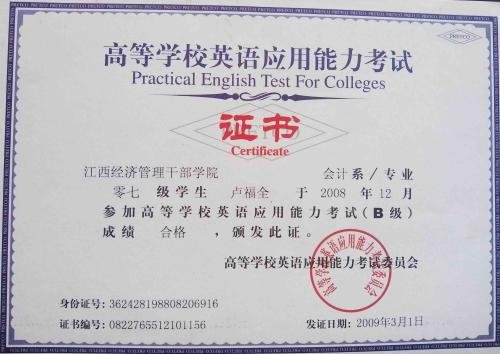 PRETCO
高等学校英语应用能力考试
Practical English Test For Colleges
证书
Certificate
江西经济管理干部学院 会计系/专业
零七 级学生 卢福全 于 2008 年 12 月
参加高等学校英语应用能力考试(B级)
成绩 合格 ,颁发此证。
高等学校英语应用能力考试委员会
身份证号: 362428198808206916
证书编号: 0822765512101156
发证日期: 2009年3月1日